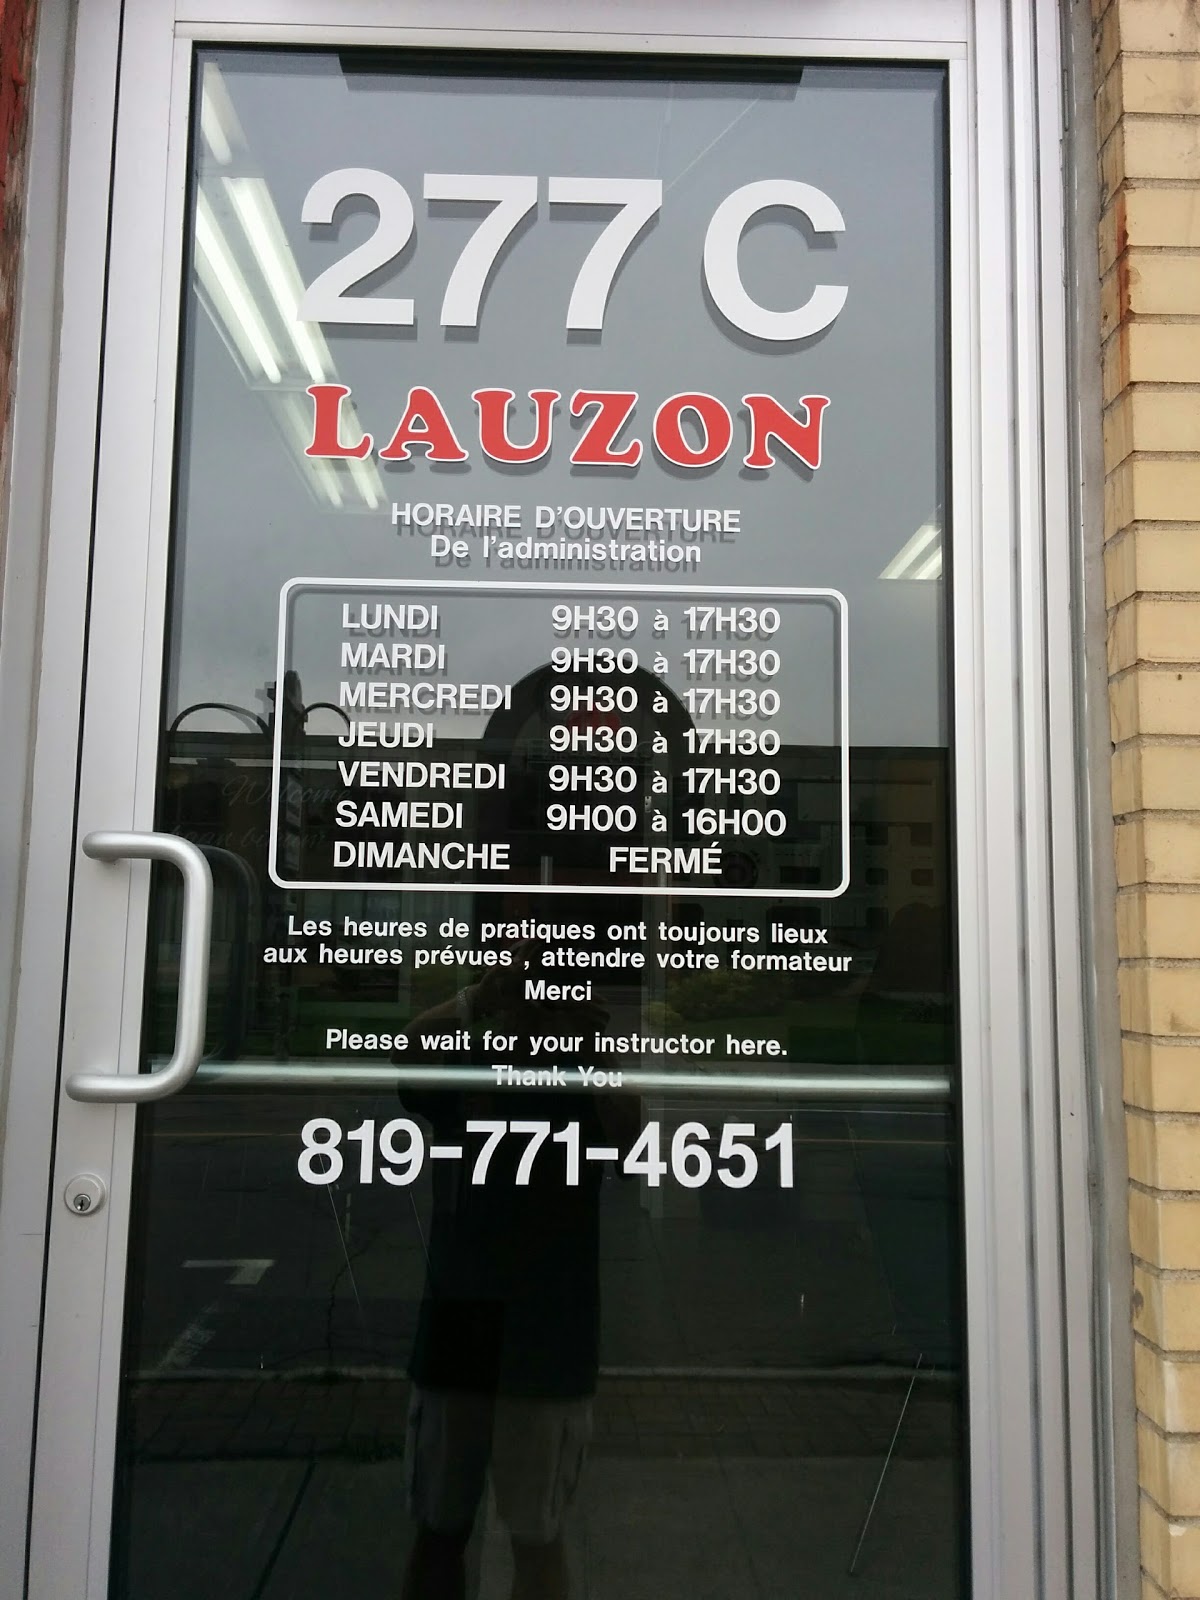 277 C
LAUZON
HORAIRE D'OUVERTURE
De l'administration
LUNDI 9H30 à 17H30
MARDI 9H30 à 17H30
MERCREDI 9H30 à 17H30
JEUDI 9H30 à 17H30
VENDREDI 9H30 à 17H30
SAMEDI 9H00 à 16H00
DIMANCHE FERMÉ
Les heures de pratiques ont toujours lieux
aux heures prévues , attendre votre formateur
Merci
Please wait for your instructor here.
Thank You
819-771-4651
Welcome